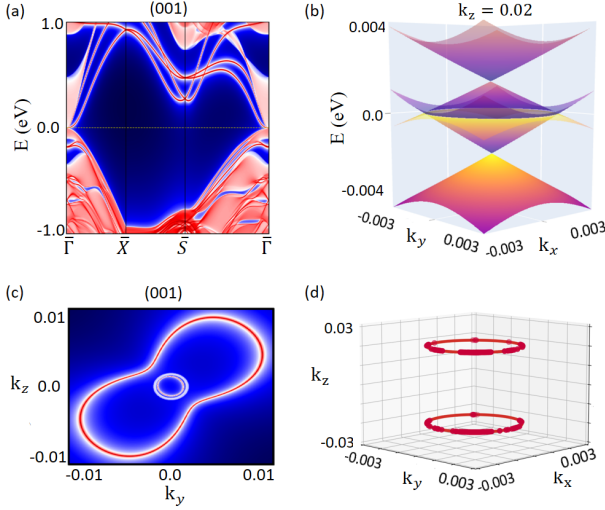 (a)
(001)
1.0
E (eV)
0.0
-1.0
Γ̅
X̅
S̅
Γ̅
(b)
k_z = 0.02
0.004
E (eV)
0.0
-0.004
-0.003
k_y
0.003
-0.003
k_x
0.003
(c)
(001)
0.01
k_z
0.0
-0.01
-0.01
0.0
0.01
k_y
(d)
0.03
k_z
-0.03
-0.003
k_y
0.003
-0.003
k_x
0.003